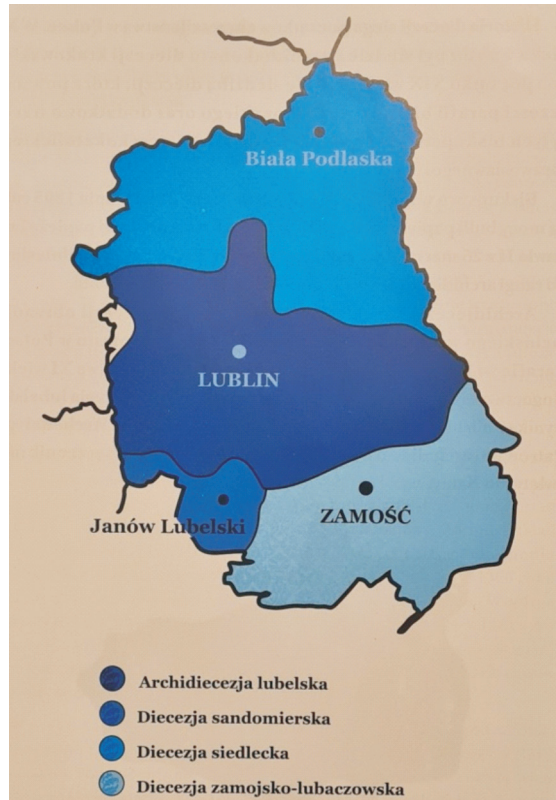 Biała Podlaska
LUBLIN
Janów Lubelski
ZAMOŚĆ
Archidiecezja lubelska
Diecezja sandomierska
Diecezja siedlecka
Diecezja zamojsko-lubaczowska